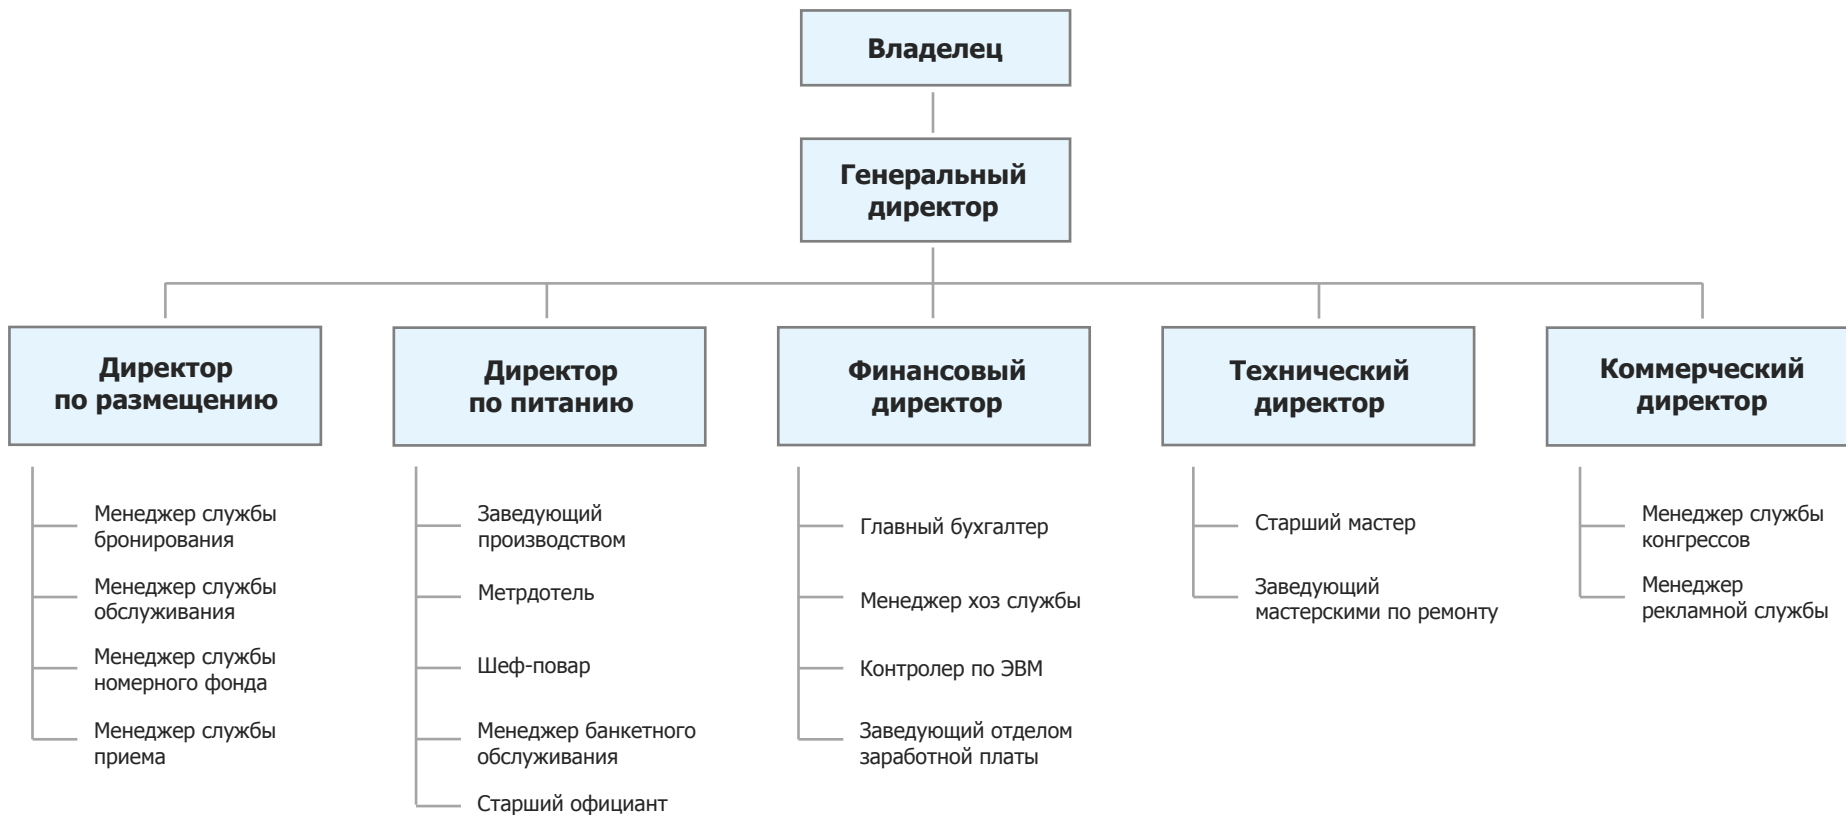 Владелец
Генеральный
директор
Директор
по размещению
Директор
по питанию
Финансовый
директор
Технический
директор
Коммерческий
директор
Менеджер службы
бронирования
Менеджер службы
обслуживания
Менеджер службы
номерного фонда
Менеджер службы
приема
Заведующий
производством
Метрдотель
Шеф-повар
Менеджер банкетного
обслуживания
Старший официант
Главный бухгалтер
Менеджер хоз службы
Контролер по ЭВМ
Заведующий отделом
заработной платы
Старший мастер
Заведующий
мастерскими по ремонту
Менеджер службы
конгрессов
Менеджер
рекламной службы